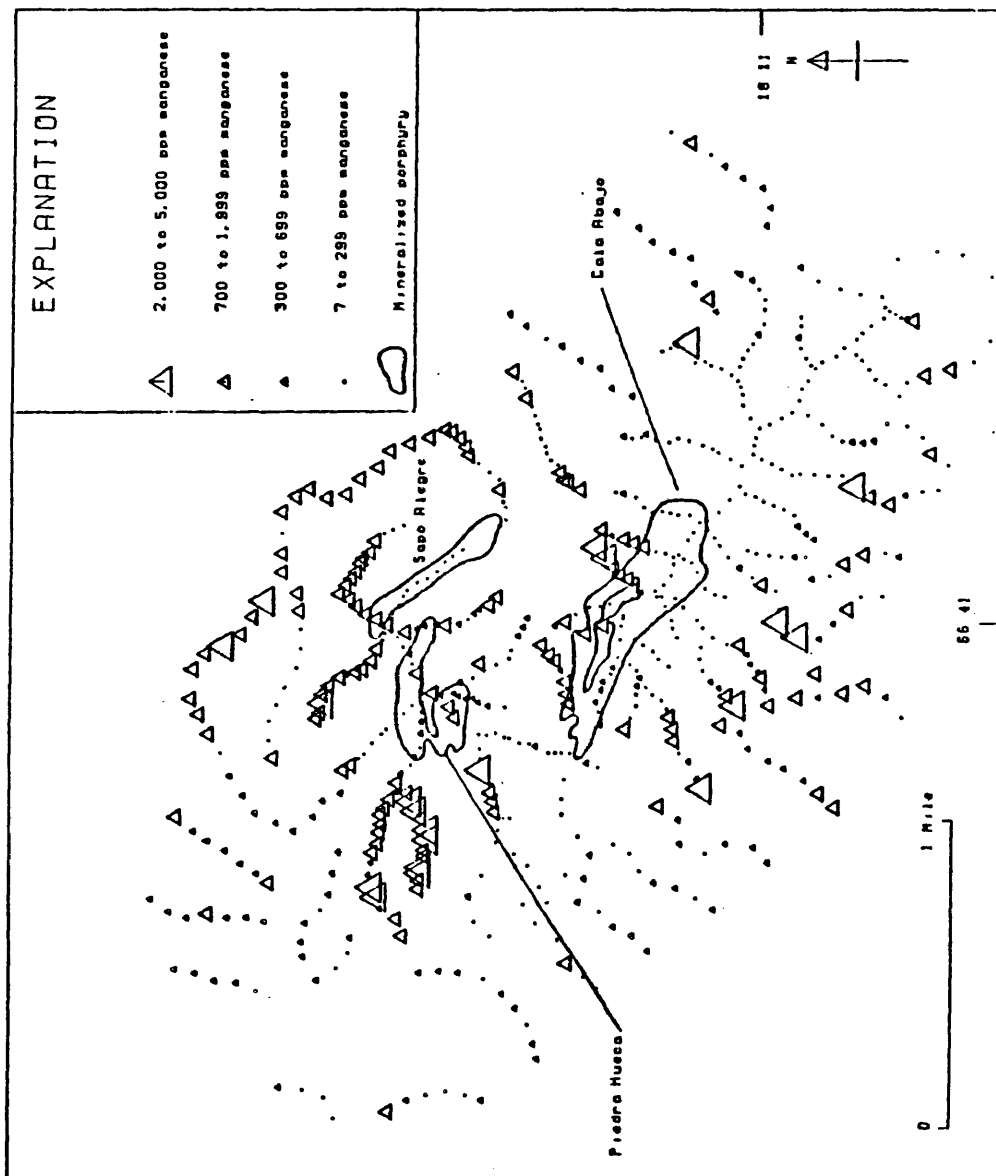 EXPLANATION
2,000 to 5,000 ppm manganese
700 to 1,999 ppm manganese
300 to 699 ppm manganese
7 to 299 ppm manganese
Mineralized porphyry
Sapo Alegre
Cala Abajo
Piedra Hueca
18 11
N
66 41
0
1 Mile